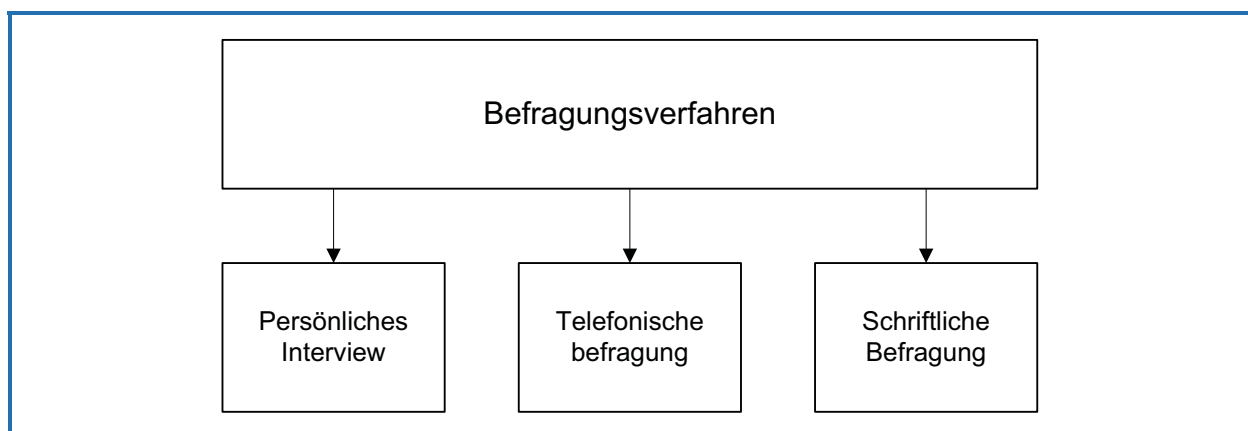 Befragungsverfahren
Persönliches
Interview
Telefonische
befragung
Schriftliche
Befragung